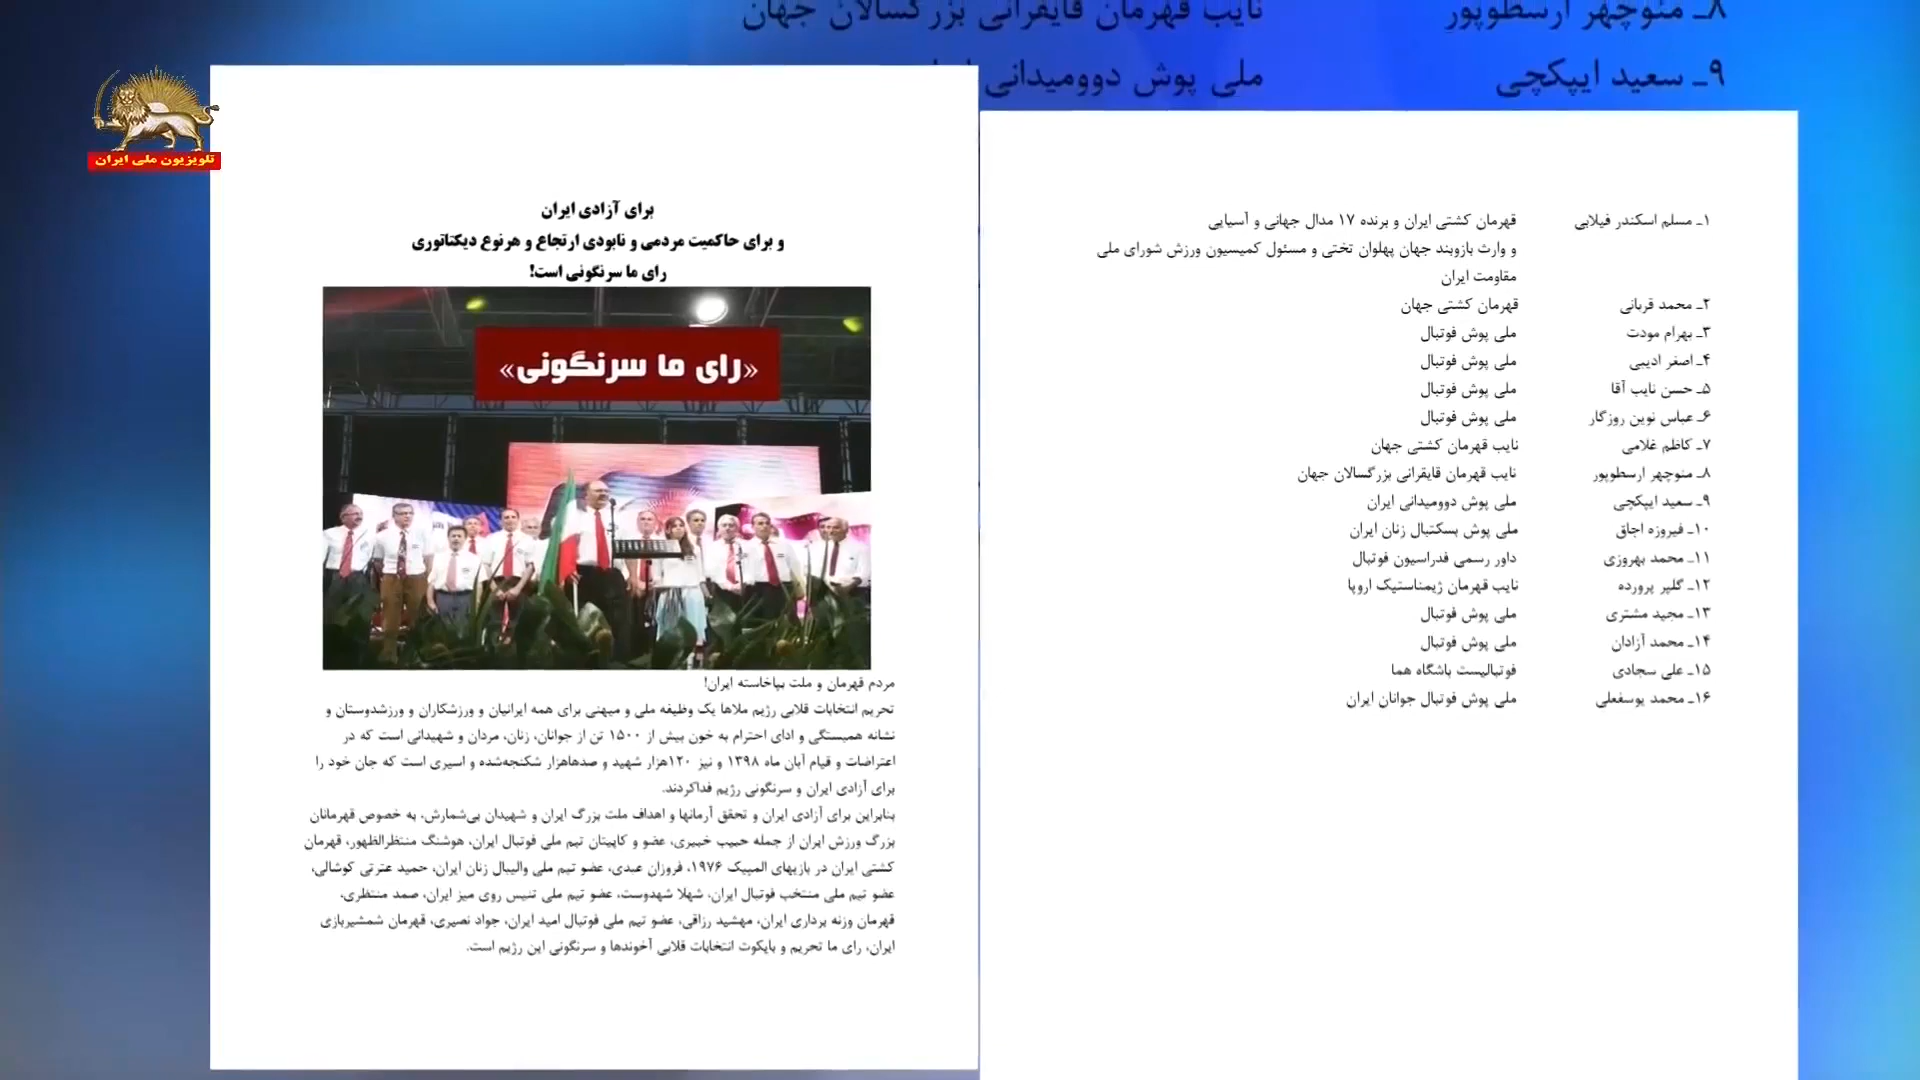 ۸ـ منوچهر ارسطوپور نایب قهرمان قایقرانی بزرگسالان جهان
۹ـ سعید ایپکچی ملی پوش دوومیدانی
تلویزیون ملی ایران
برای آزادی ایران
و برای حاکمیت مردمی و نابودی ارتجاع و هرنوع دیکتاتوری
رای ما سرنگونی است!
«رای ما سرنگونی»
مردم قهرمان و ملت بپاخاسته ایران!
تحریم انتخابات قلابی رژیم ملاها یک وظیفه ملی و میهنی برای همه ایرانیان و ورزشکاران و ورزشدوستان و
نشانه همبستگی و ادای احترام به خون بیش از ۱۵۰۰ تن از جوانان، زنان، مردان و شهیدانی است که در
اعتراضات و قیام آبان ماه ۱۳۹۸ و نیز ۱۲۰هزار شهید و صدهاهزار شکنجه‌شده و اسیری است که جان خود را
برای آزادی ایران و سرنگونی رژیم فداکردند.
بنابراین برای آزادی ایران و تحقق آرمانها و اهداف ملت بزرگ ایران و شهیدان بی‌شمارش، به خصوص قهرمانان
بزرگ ورزش ایران از جمله حبیب خبیری، عضو و کاپیتان تیم ملی فوتبال ایران، هوشنگ منتظرالظهور، قهرمان
کشتی ایران در بازیهای المپیک ۱۹۷۶، فروزان عبدی، عضو تیم ملی والیبال زنان ایران، حمید عترتی کوشالی،
عضو تیم ملی منتخب فوتبال ایران، شهلا شهدوست، عضو تیم ملی تنیس روی میز ایران، صمد منتظری،
قهرمان وزنه برداری ایران، مهشید رزاقی، عضو تیم ملی فوتبال امید ایران، جواد نصیری، قهرمان شمشیربازی
ایران، رای ما تحریم و بایکوت انتخابات قلابی آخوندها و سرنگونی این رژیم است.
۱ـ مسلم اسکندر فیلابی قهرمان کشتی ایران و برنده ۱۷ مدال جهانی و آسیایی
و وارث بازوبند جهان پهلوان تختی و مسئول کمیسیون ورزش شورای ملی
مقاومت ایران
۲ـ محمد قربانی قهرمان کشتی جهان
۳ـ بهرام مودت ملی پوش فوتبال
۴ـ اصغر ادیبی ملی پوش فوتبال
۵ـ حسن نایب آقا ملی پوش فوتبال
۶ـ عباس نوین روزگار ملی پوش فوتبال
۷ـ کاظم غلامی نایب قهرمان کشتی جهان
۸ـ منوچهر ارسطوپور نایب قهرمان قایقرانی بزرگسالان جهان
۹ـ سعید ایپکچی ملی پوش دوومیدانی ایران
۱۰ـ فیروزه اجاق ملی پوش بسکتبال زنان ایران
۱۱ـ محمد بهروزی داور رسمی فدراسیون فوتبال
۱۲ـ گلپر پرورده نایب قهرمان ژیمناستیک اروپا
۱۳ـ مجید مشتری ملی پوش فوتبال
۱۴ـ محمد آزادان ملی پوش فوتبال
۱۵ـ علی سجادی فوتبالیست باشگاه هما
۱۶ـ محمد یوسفعلی ملی پوش فوتبال جوانان ایران